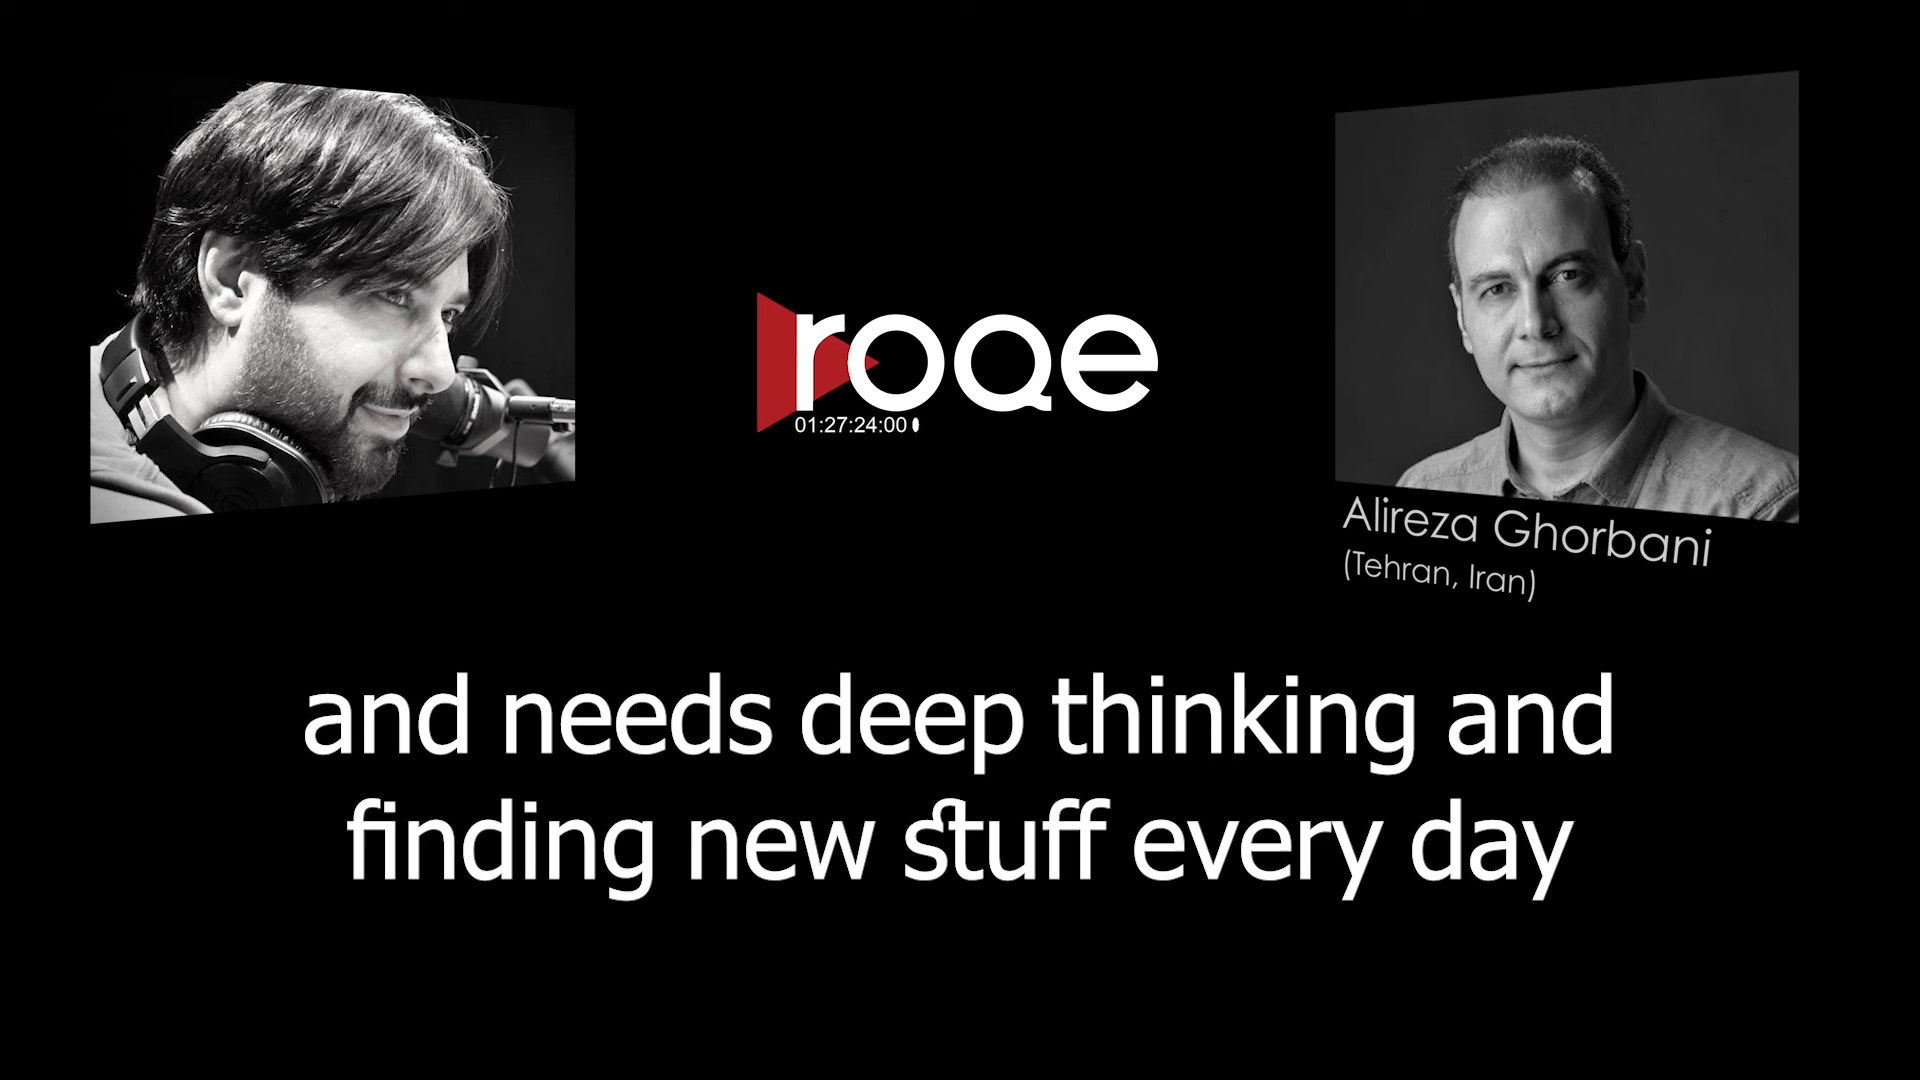 roqe
01:27:24:00
Alireza Ghorbani
(Tehran, Iran)
and needs deep thinking and
finding new stuff every day